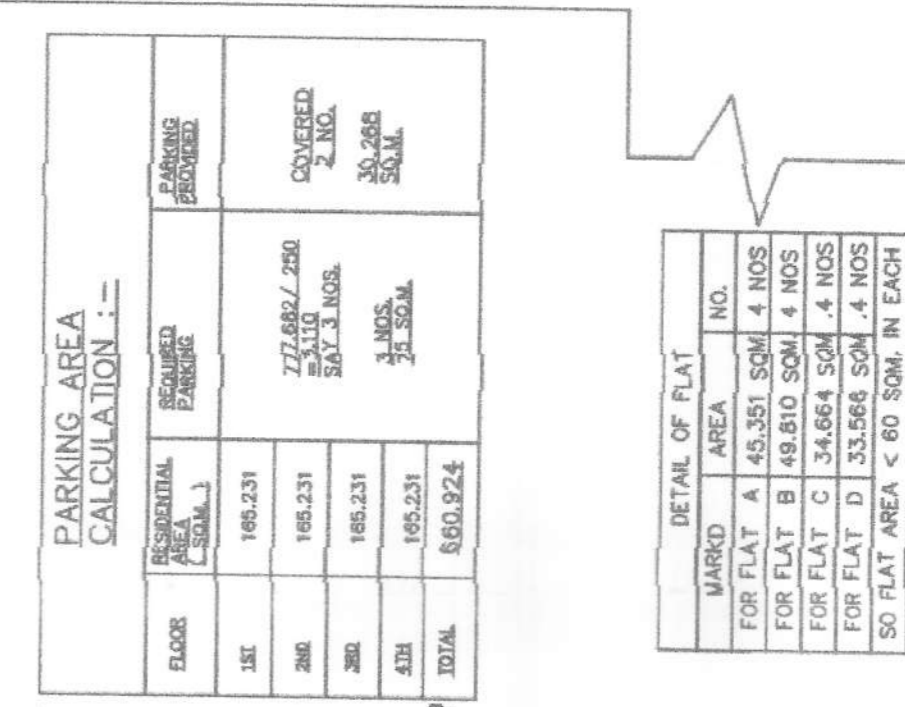 PARKING AREA
CALCULATION :-
FLOOR RESIDENTIAL AREA ( SQM. ) REQUIRED PARKING PARKING PROVIDED
1ST 165.231
2ND 165.231
3RD 165.231
4TH 165.231
TOTAL 660.924
777.682/ 250
= 3.110
SAY 3 NOS.
3 NOS.
75 SQ.M.
COVERED
2 NO.
30.268
SQ.M.
DETAIL OF FLAT
MARKD AREA NO.
FOR FLAT A 45.351 SQM 4 NOS
FOR FLAT B 49.810 SQM. 4 NOS
FOR FLAT C 34.664 SQM .4 NOS
FOR FLAT D 33.566 SQM .4 NOS
SO FLAT AREA < 60 SQM. IN EACH